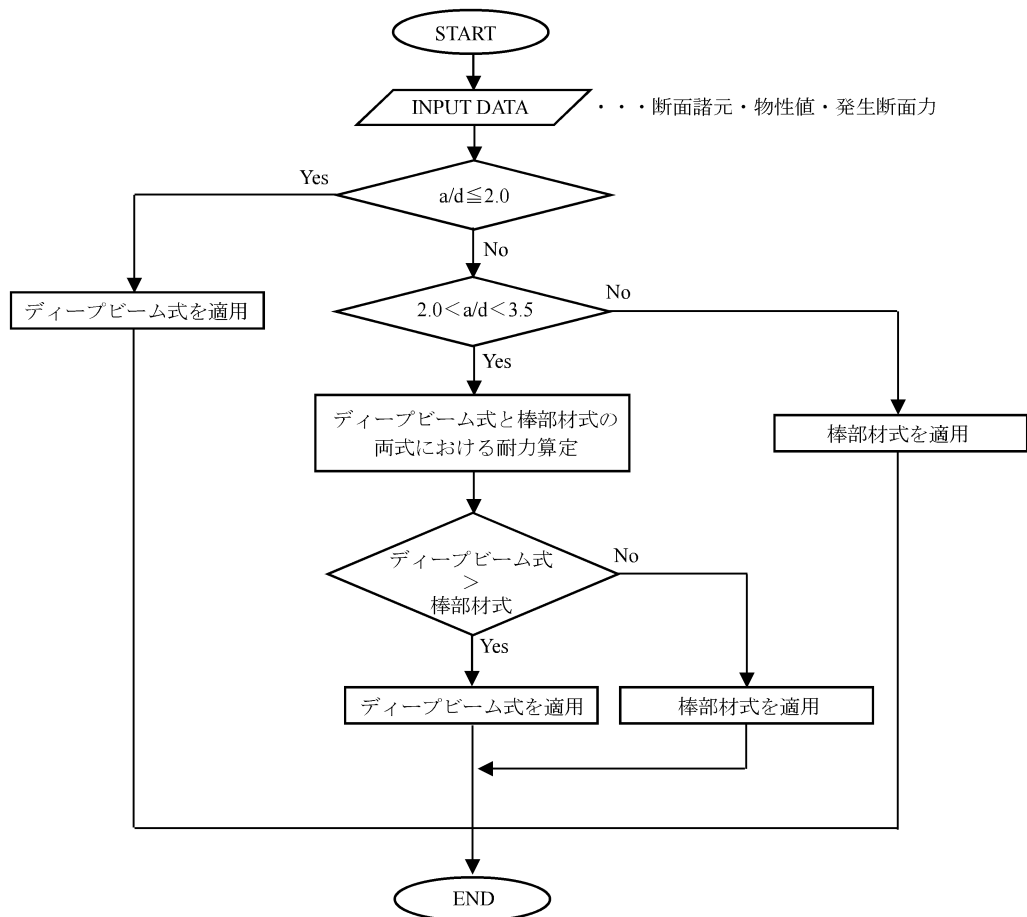 START
INPUT DATA ・・・断面諸元・物性値・発生断面力
Yes
a/d≦2.0
No
ディープビーム式を適用
2.0＜a/d＜3.5
No
Yes
ディープビーム式と棒部材式の
両式における耐力算定
棒部材式を適用
ディープビーム式
＞
棒部材式
No
Yes
ディープビーム式を適用
棒部材式を適用
END